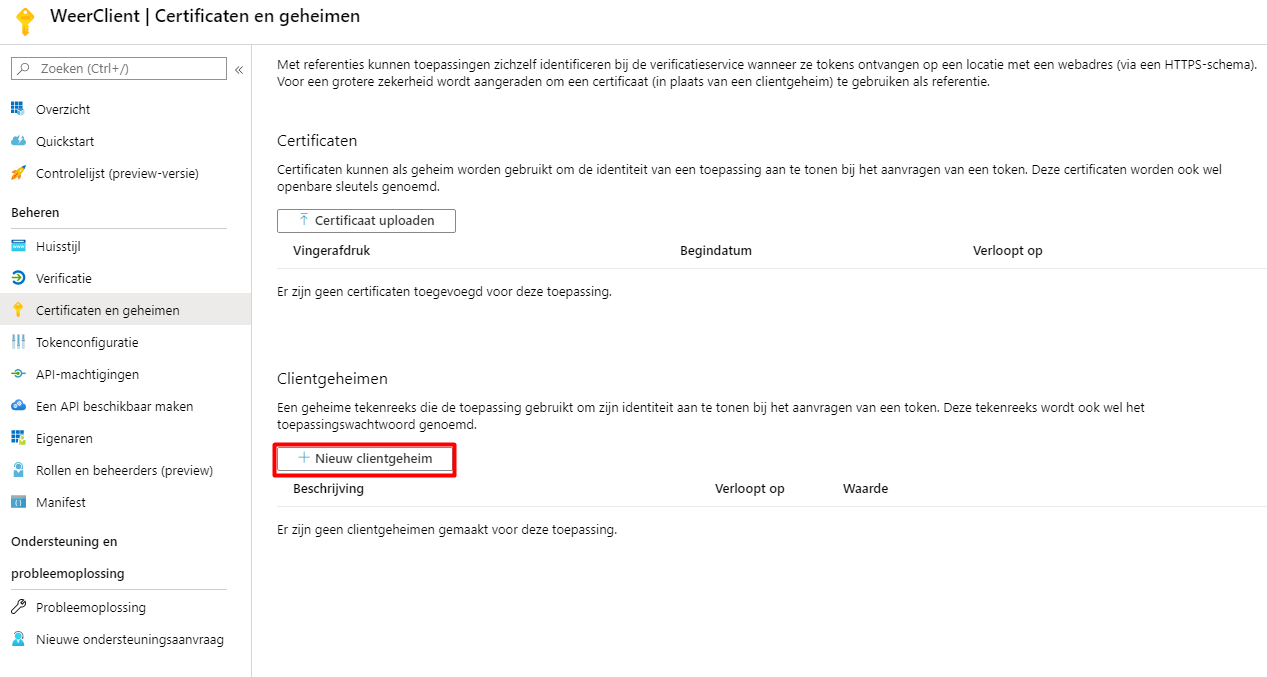 WeerClient | Certificaten en geheimen
Zoeken (Ctrl+/)
«
Overzicht
Quickstart
Controlelijst (preview-versie)
Beheren
Huisstijl
Verificatie
Certificaten en geheimen
Tokenconfiguratie
API-machtigingen
Een API beschikbaar maken
Eigenaren
Rollen en beheerders (preview)
Manifest
Ondersteuning en
probleemoplossing
Probleemoplossing
Nieuwe ondersteuningsaanvraag
Met referenties kunnen toepassingen zichzelf identificeren bij de verificatieservice wanneer ze tokens ontvangen op een locatie met een webadres (via een HTTPS-schema).
Voor een grotere zekerheid wordt aangeraden om een certificaat (in plaats van een clientgeheim) te gebruiken als referentie.
Certificaten
Certificaten kunnen als geheim worden gebruikt om de identiteit van een toepassing aan te tonen bij het aanvragen van een token. Deze certificaten worden ook wel
openbare sleutels genoemd.
Certificaat uploaden
Vingerafdruk Begindatum Verloopt op
Er zijn geen certificaten toegevoegd voor deze toepassing.
Clientgeheimen
Een geheime tekenreeks die de toepassing gebruikt om zijn identiteit aan te tonen bij het aanvragen van een token. Deze tekenreeks wordt ook wel het
toepassingswachtwoord genoemd.
Nieuw clientgeheim
Beschrijving Verloopt op Waarde
Er zijn geen clientgeheimen gemaakt voor deze toepassing.